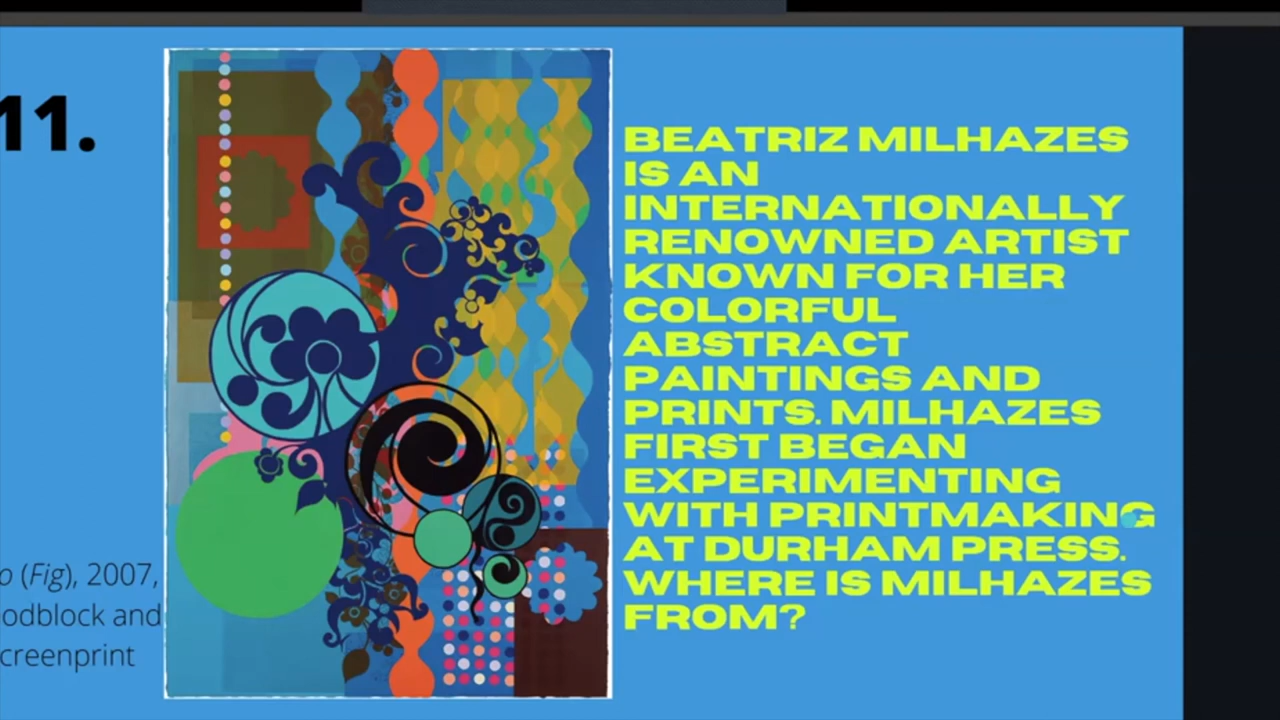 11.
BEATRIZ MILHAZES
IS AN
INTERNATIONALLY
RENOWNED ARTIST
KNOWN FOR HER
COLORFUL
ABSTRACT
PAINTINGS AND
PRINTS. MILHAZES
FIRST BEGAN
EXPERIMENTING
WITH PRINTMAKING
AT DURHAM PRESS.
WHERE IS MILHAZES
FROM?
o (Fig), 2007,
odblock and
creenprint